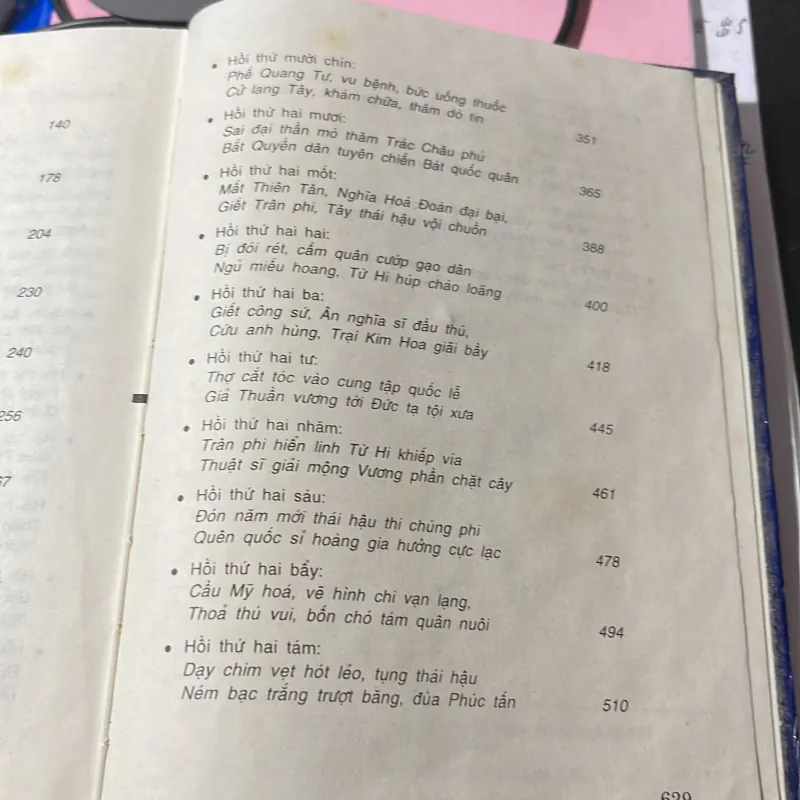 140
178
204
230
240
256
67
• Hồi thứ mười chín:
Phế Quang Tự, vu bệnh, bức uống thuốc
Cử lang Tây, khám chữa, thăm dò tin
351
• Hồi thứ hai mươi:
Sai đại thần mò thăm Trác Châu phủ
Bắt Quyền dân tuyên chiến Bát quốc quân
365
• Hồi thứ hai mốt:
Mất Thiên Tân, Nghĩa Hoà Đoàn đại bại,
Giết Trân phi, Tây thái hậu vội chuồn
388
• Hồi thứ hai hai:
Bị đói rét, cấm quân cướp gạo dân
Ngủ miếu hoang, Từ Hi húp cháo loãng
400
• Hồi thứ hai ba:
Giết công sứ, Ân nghĩa sĩ đầu thú,
Cứu anh hùng, Trại Kim Hoa giãi bầy
418
• Hồi thứ hai tư:
Thợ cắt tóc vào cung tập quốc lễ
Giả Thuần vương tới Đức tạ tội xưa
445
• Hồi thứ hai nhăm:
Trân phi hiển linh Từ Hi khiếp vía
Thuật sĩ giải mộng Vương phần chặt cây
461
• Hồi thứ hai sáu:
Đón năm mới thái hậu thi chúng phi
Quên quốc sỉ hoàng gia hưởng cực lạc
478
• Hồi thứ hai bẩy:
Cầu Mỹ hoá, vẽ hình chi vạn lạng,
Thoả thú vui, bốn chó tám quân nuôi
494
• Hồi thứ hai tám:
Dạy chim vẹt hót lẻo, tụng thái hậu
Ném bạc trắng trượt băng, đùa Phúc tấn
510
629